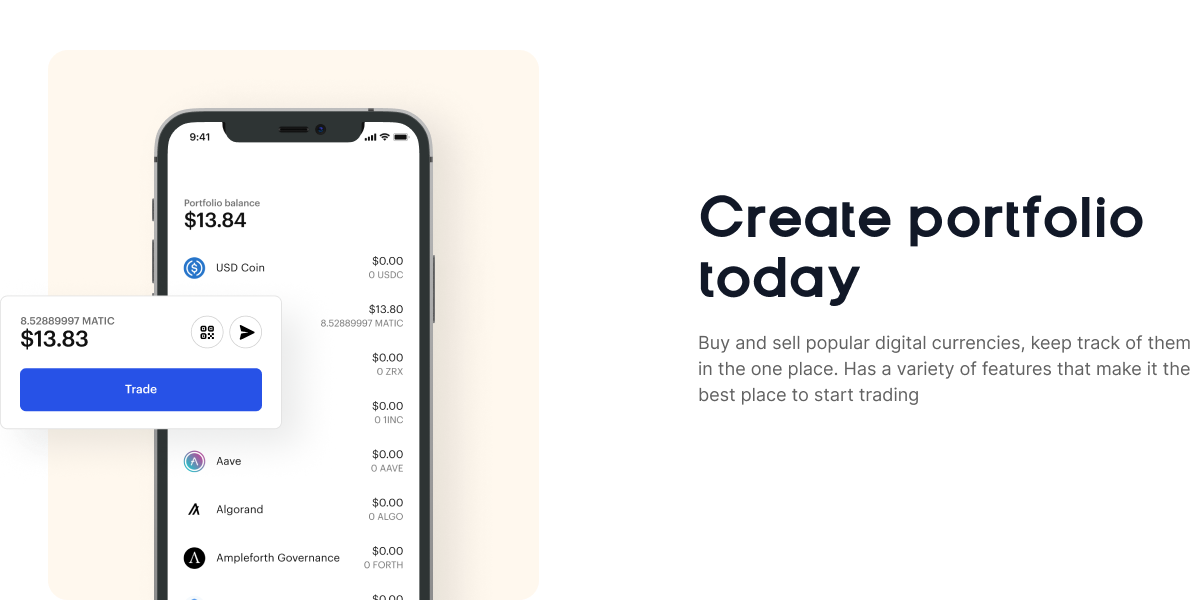 9:41
Portfolio balance
$13.84
USD Coin
$0.00
0 USDC
$13.80
8.52889997 MATIC
8.52889997 MATIC
$13.83
Trade
$0.00
0 ZRX
$0.00
0 1INC
Aave
$0.00
0 AAVE
Algorand
$0.00
0 ALGO
Ampleforth Governance
$0.00
0 FORTH
$0.00
Create portfolio
today
Buy and sell popular digital currencies, keep track of them
in the one place. Has a variety of features that make it the
best place to start trading